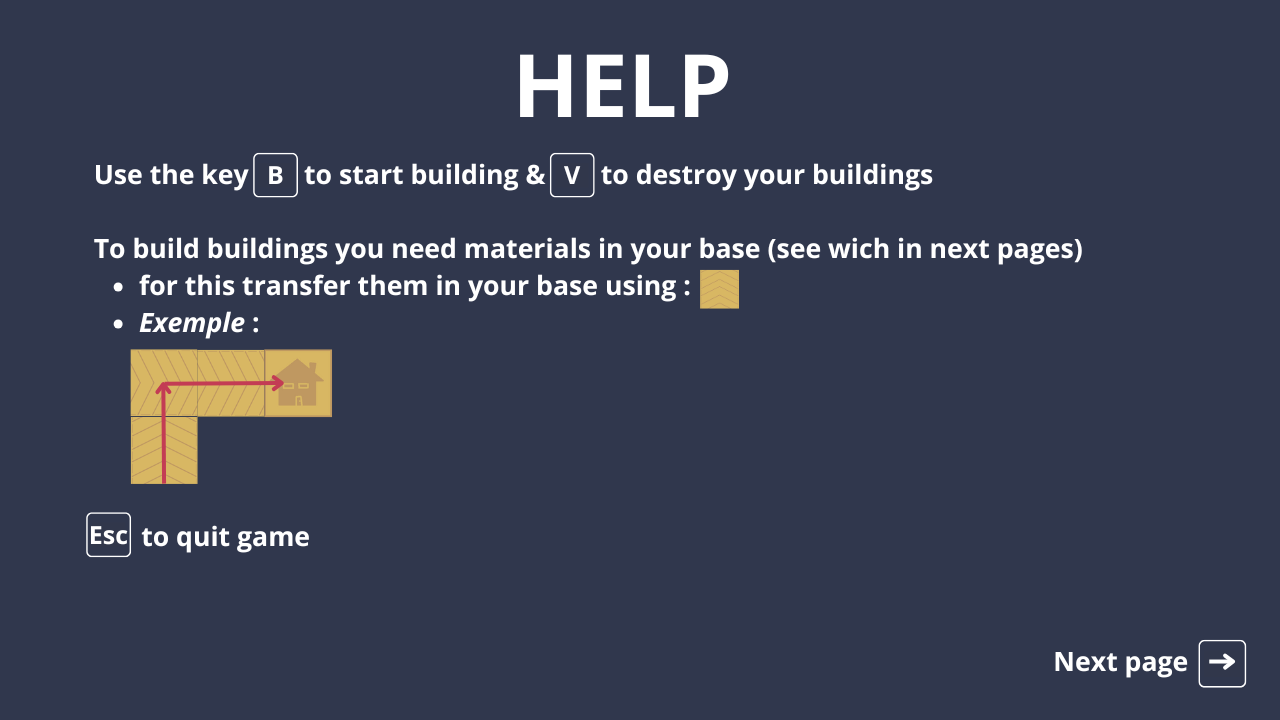 HELP
Use the key B to start building & V to destroy your buildings
To build buildings you need materials in your base (see wich in next pages)
• for this transfer them in your base using :
• Exemple :
Esc to quit game
Next page →